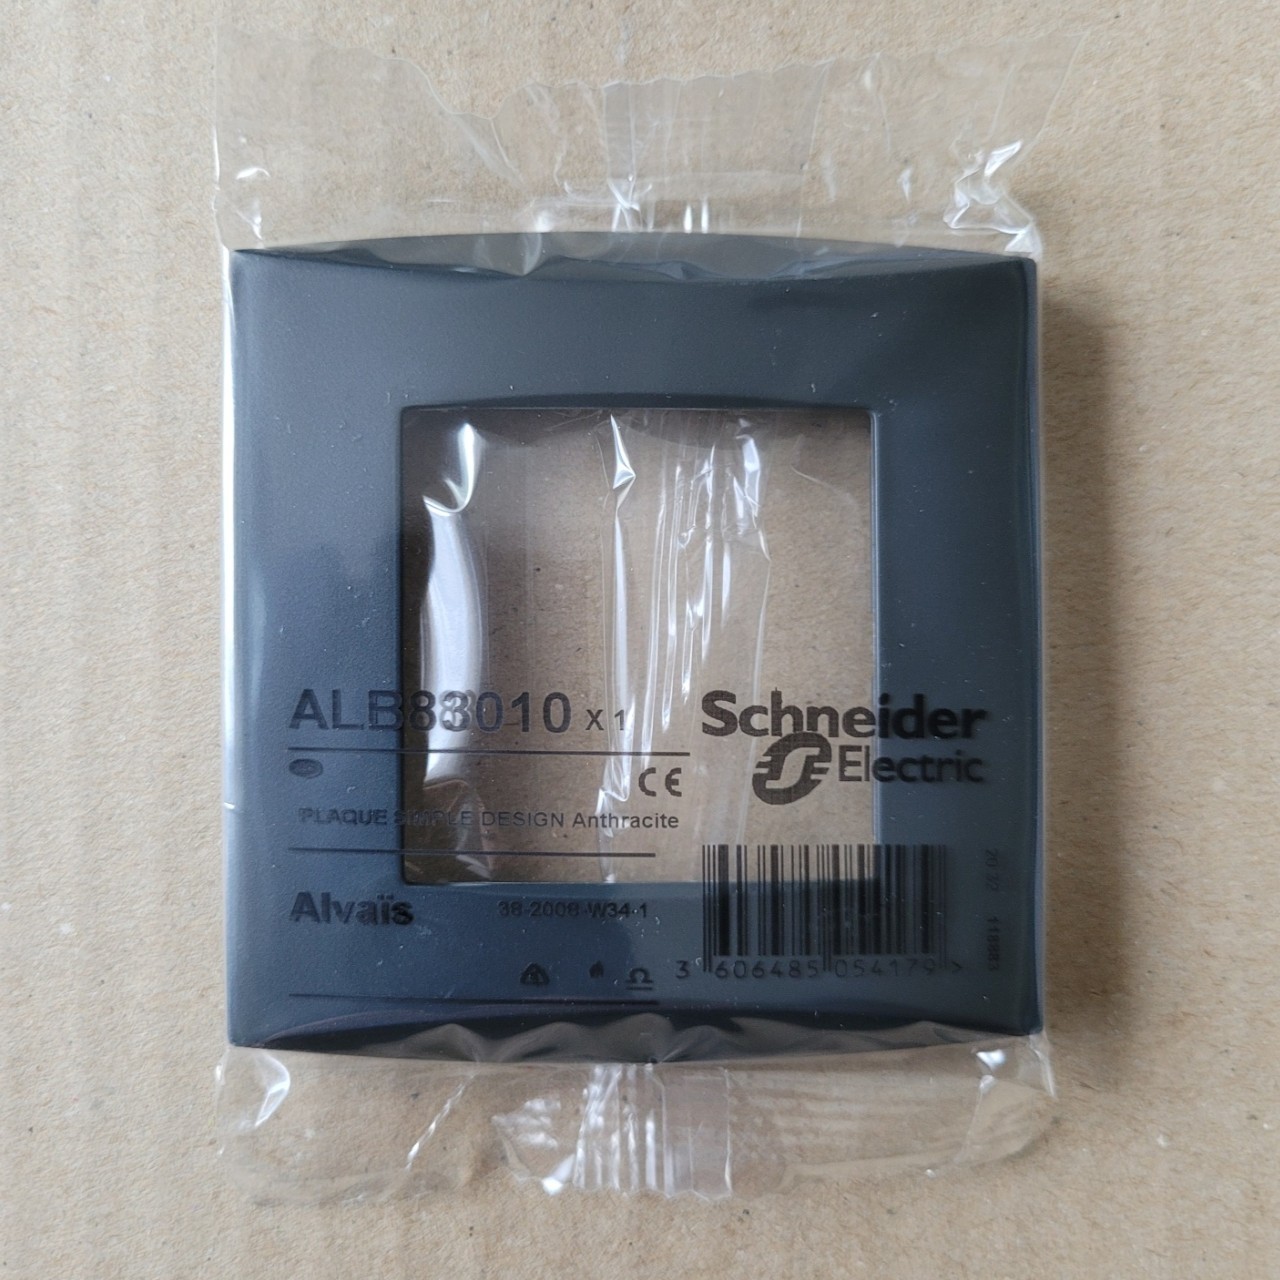 ALB83010 x 1
Schneider
Electric
CE
PLAQUE SIMPLE DESIGN Anthracite
Alvaïs
38-2008-W34-1
3 606485 054179 >